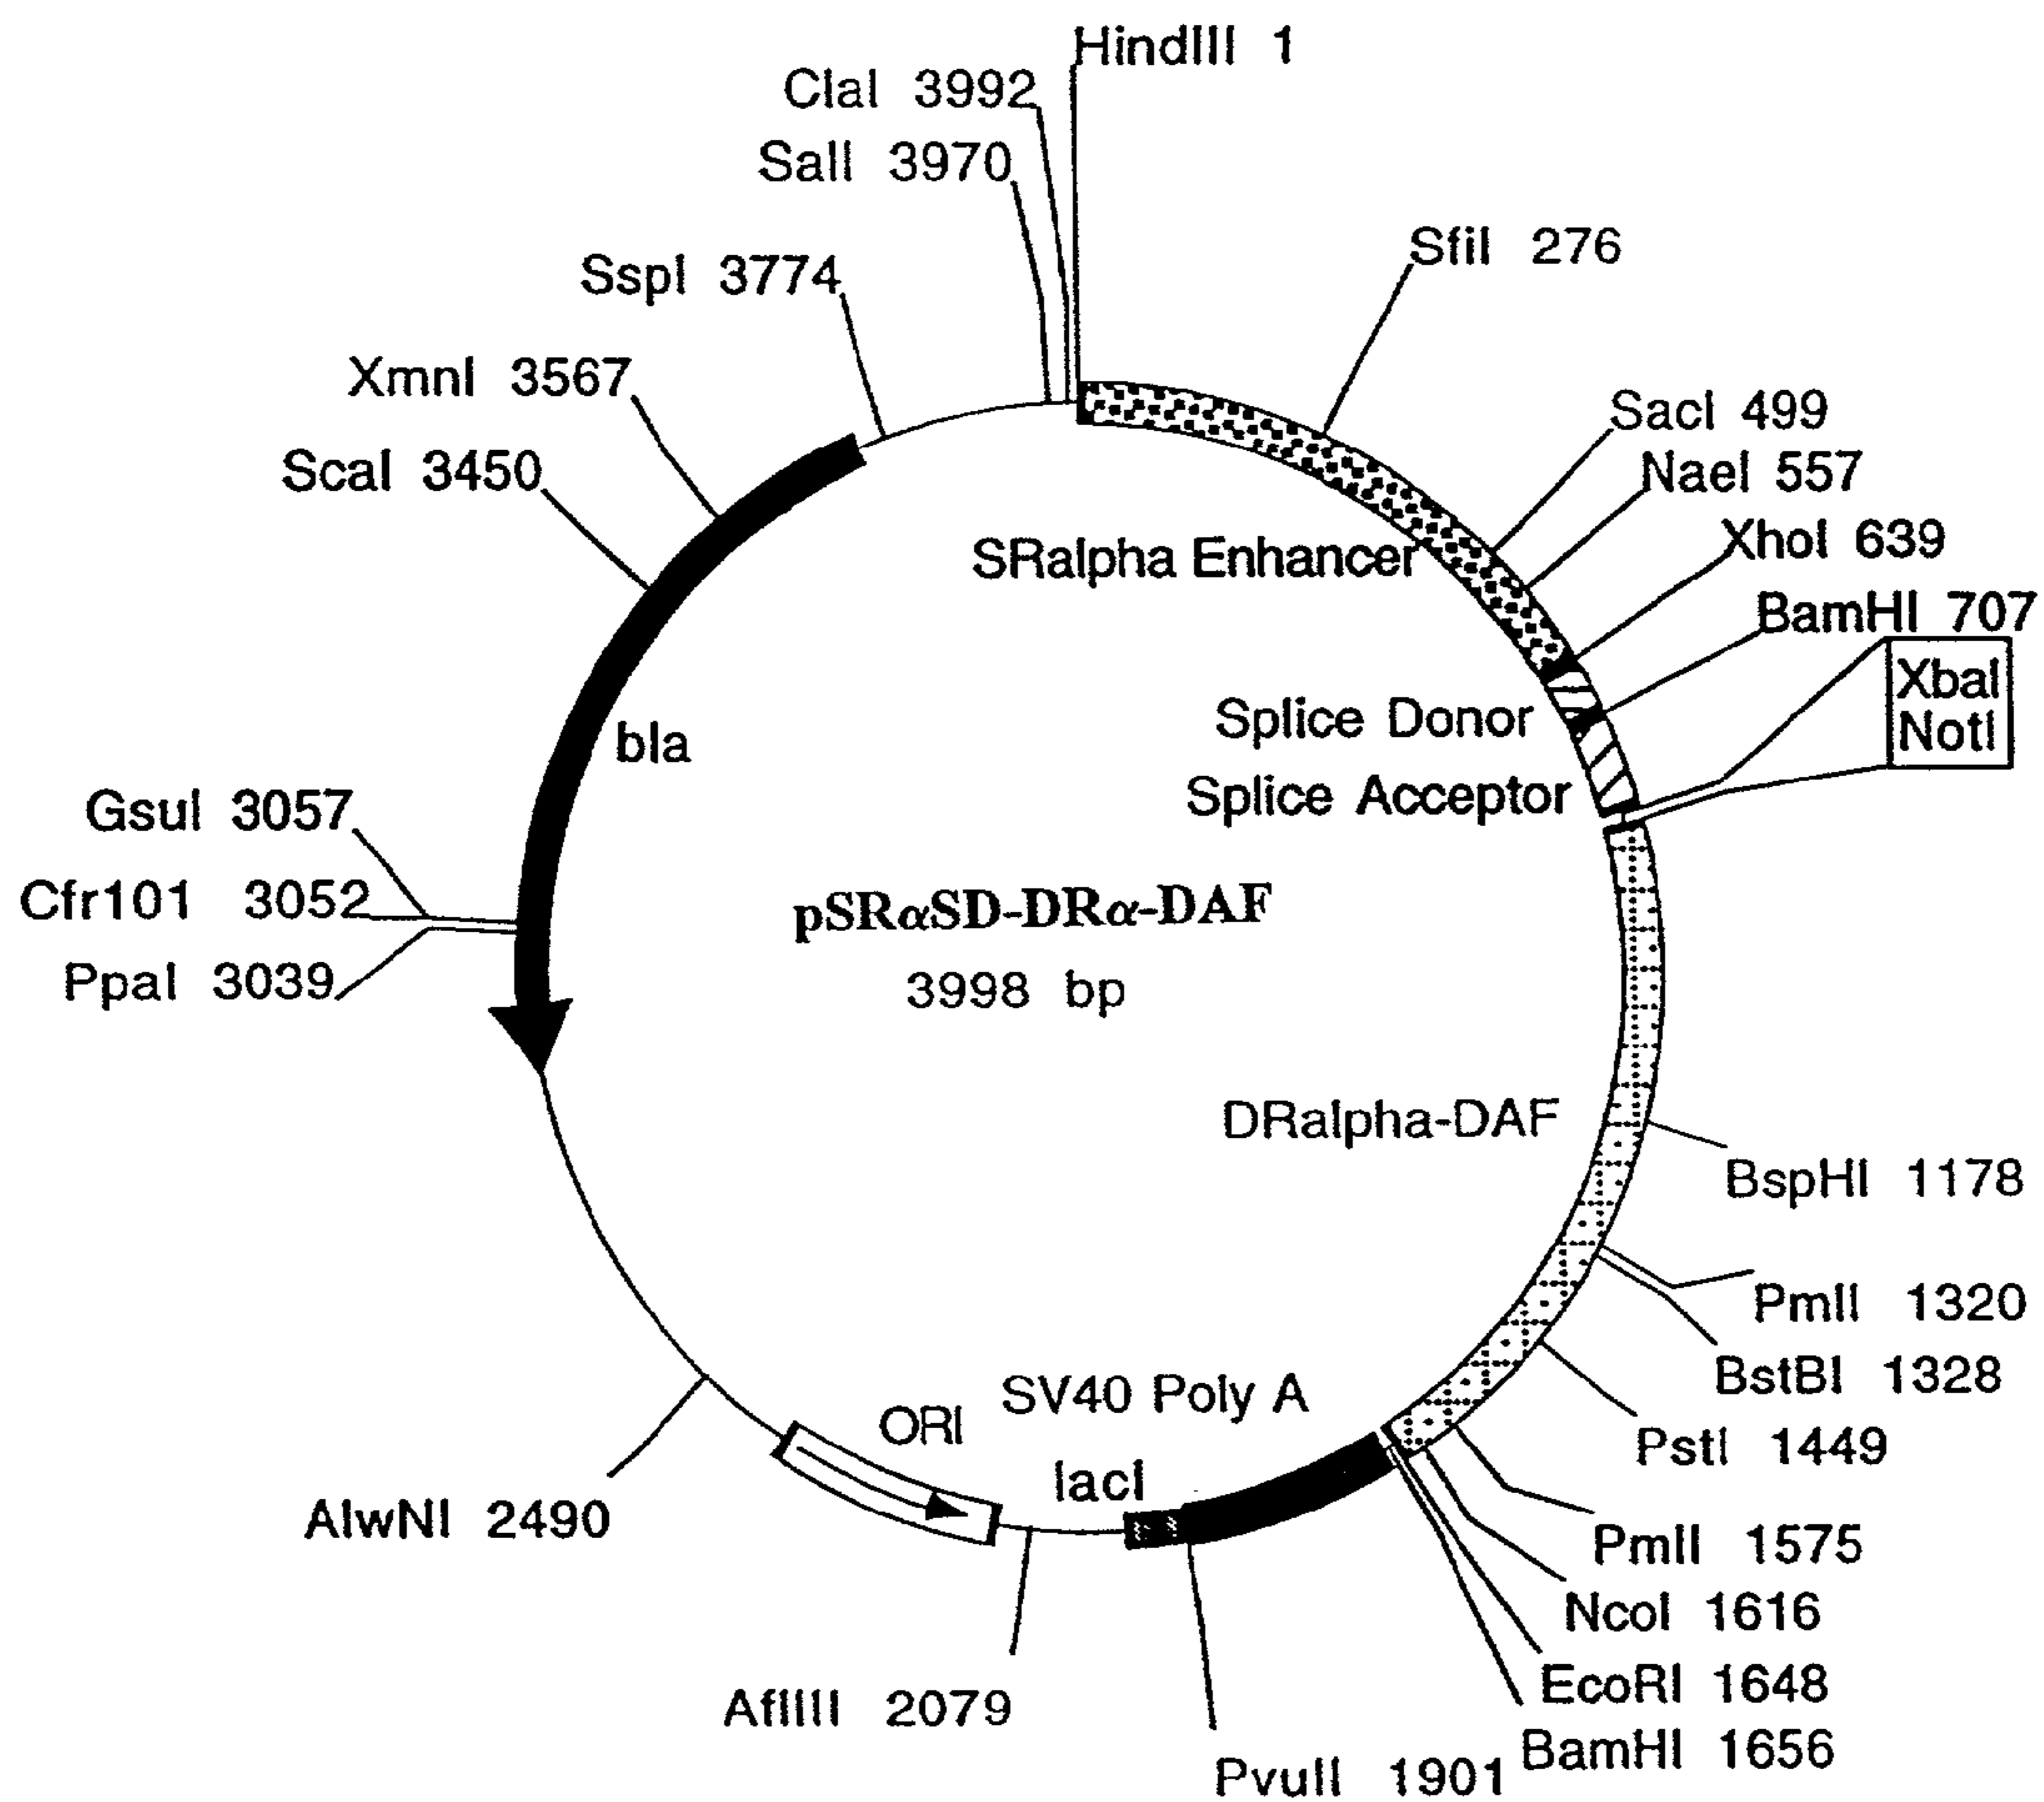 HindIII 1
ClaI 3992
SalI 3970
SfiI 276
SspI 3774
XmnI 3567
SacI 499
ScaI 3450
NaeI 557
XhoI 639
SRalpha Enhancer
BamHI 707
XbaI
NotI
Splice Donor
bla
Splice Acceptor
GsuI 3057
Cfr101 3052
pSRαSD-DRα-DAF
PpaI 3039
3998 bp
DRalpha-DAF
BspHI 1178
PmlI 1320
BstBI 1328
SV40 Poly A
ORI
PstI 1449
lacI
AlwNI 2490
PmlI 1575
NcoI 1616
EcoRI 1648
AflIII 2079
BamHI 1656
PvuII 1901